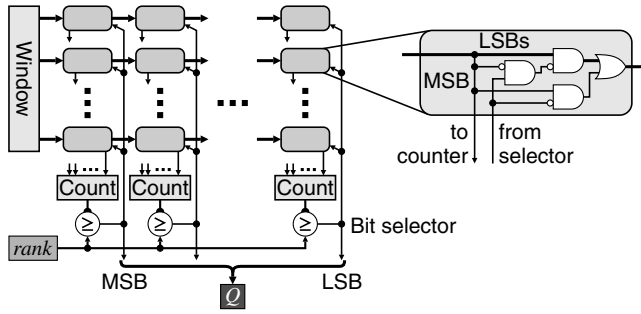 Window
LSBs
MSB
to
counter
from
selector
Count
Count
Count
≥
≥
≥
Bit selector
rank
MSB
LSB
Q